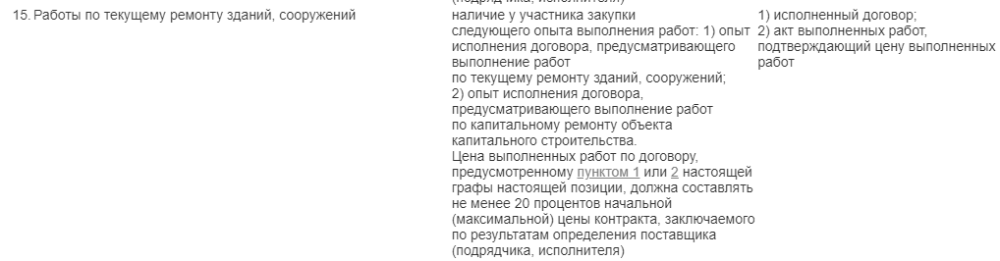 (подрядчика, исполнителя)
15. Работы по текущему ремонту зданий, сооружений
наличие у участника закупки
следующего опыта выполнения работ: 1) опыт
исполнения договора, предусматривающего
выполнение работ
по текущему ремонту зданий, сооружений;
2) опыт исполнения договора,
предусматривающего выполнение работ
по капитальному ремонту объекта
капитального строительства.
Цена выполненных работ по договору,
предусмотренному пунктом 1 или 2 настоящей
графы настоящей позиции, должна составлять
не менее 20 процентов начальной
(максимальной) цены контракта, заключаемого
по результатам определения поставщика
(подрядчика, исполнителя)
1) исполненный договор;
2) акт выполненных работ,
подтверждающий цену выполненных
работ